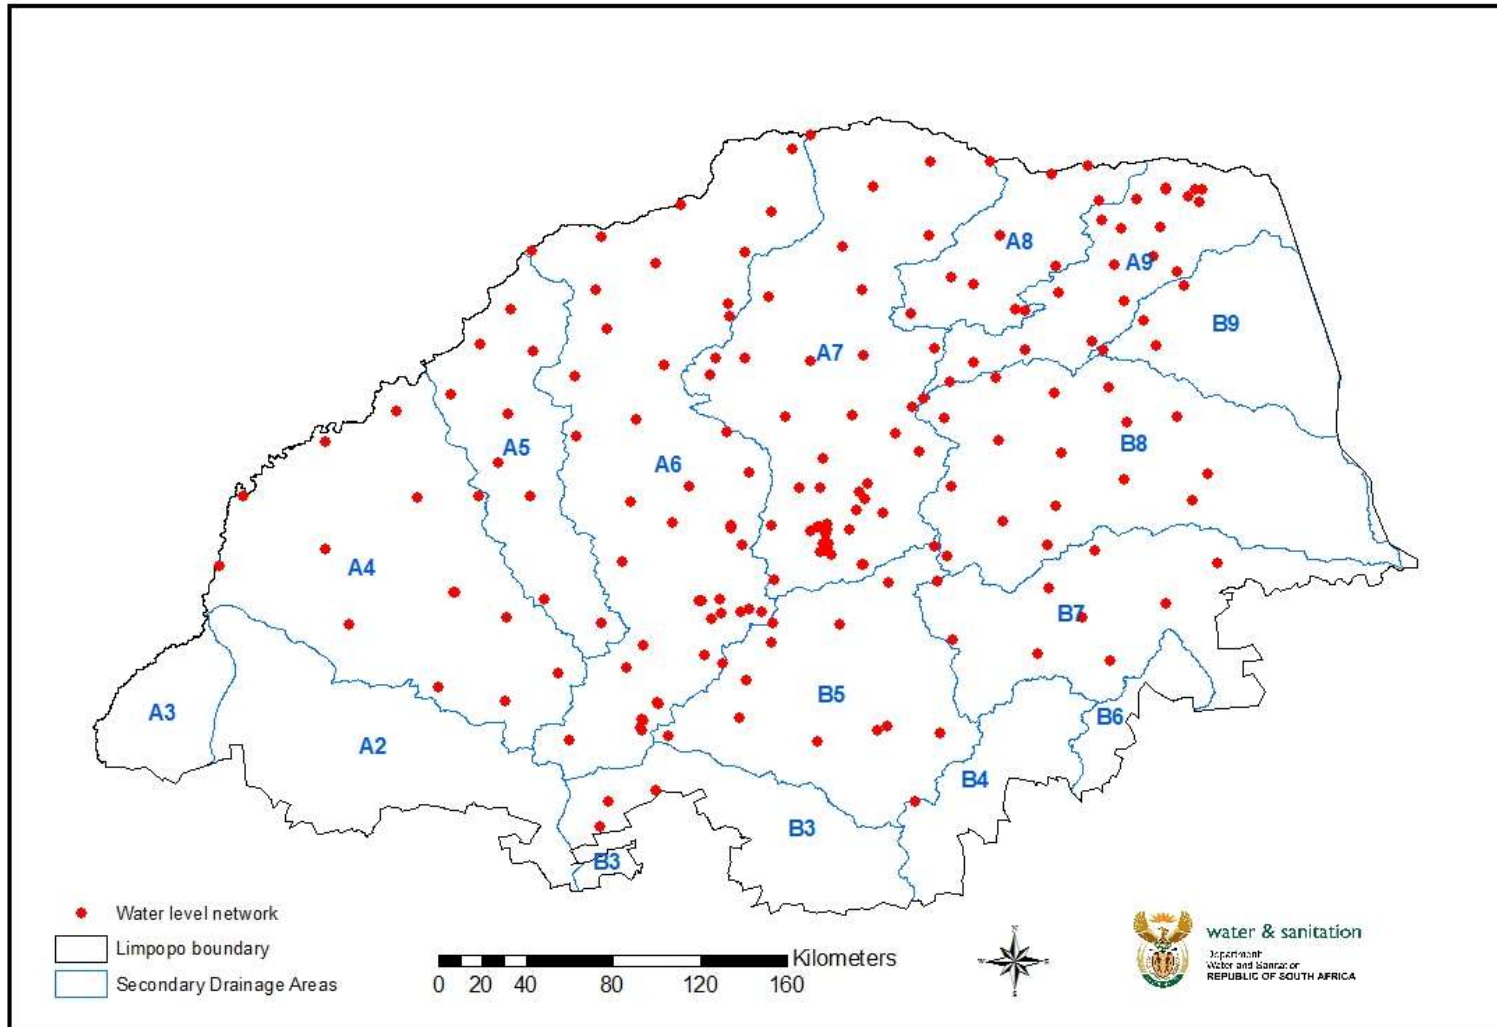 A8
A9
B9
A7
B8
A5
A6
A4
B7
A3
B5
B6
A2
B4
B3
B3
Water level network
Limpopo boundary
Secondary Drainage Areas
Kilometers
0 20 40 80 120 160
N
W E
S
water & sanitation
Department:
Water and Sanitation
REPUBLIC OF SOUTH AFRICA